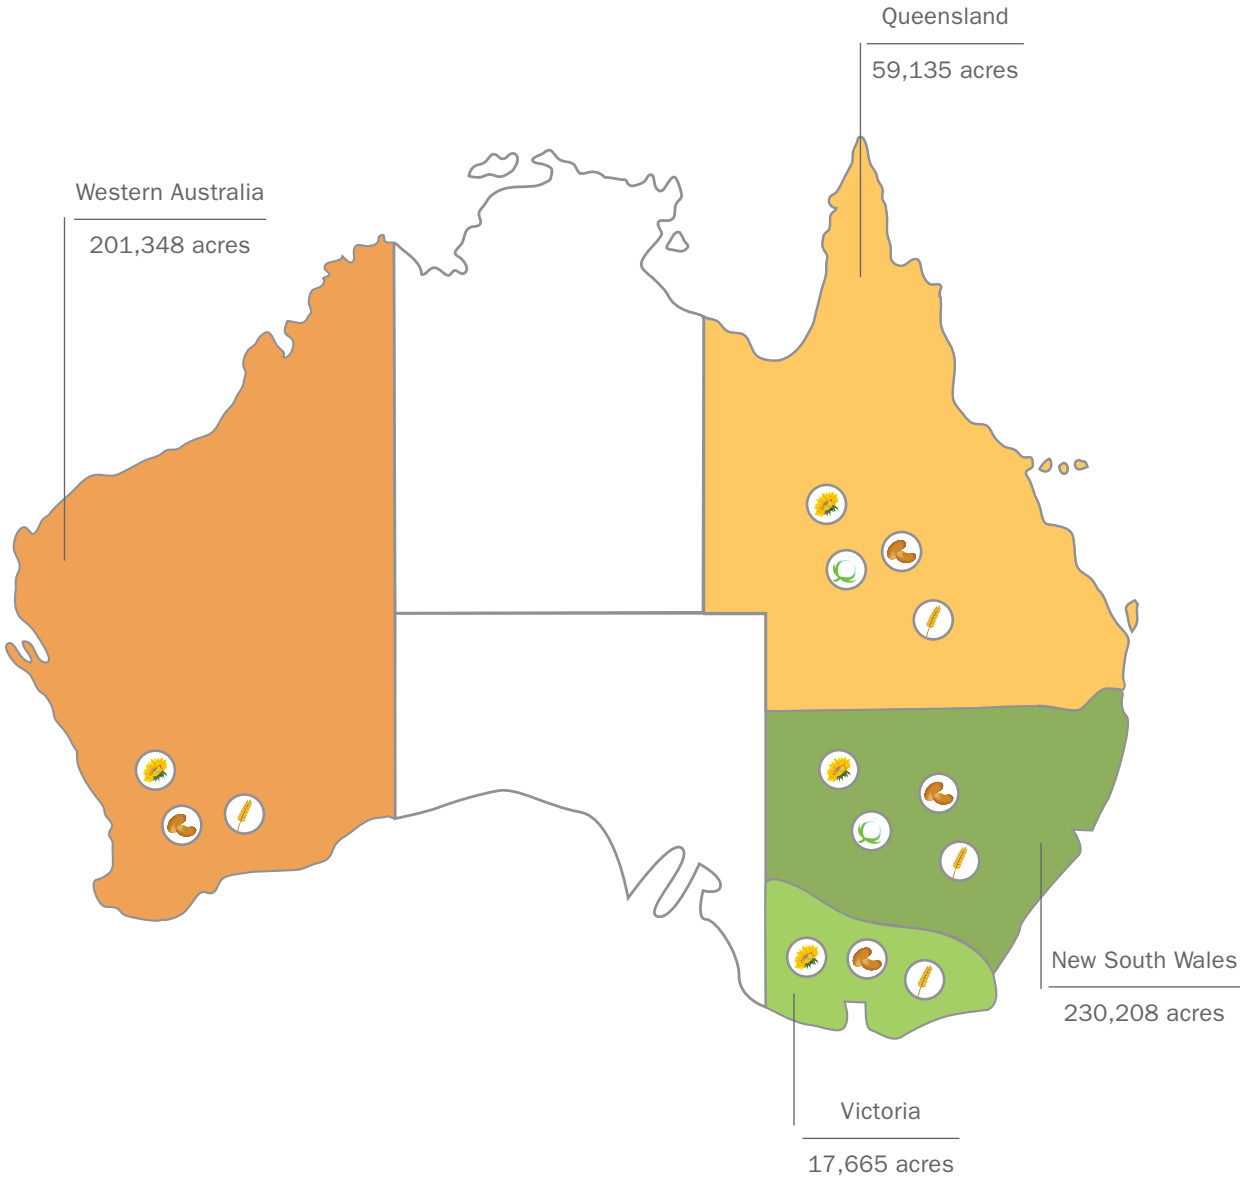 Queensland
59,135 acres
Western Australia
201,348 acres
New South Wales
230,208 acres
Victoria
17,665 acres